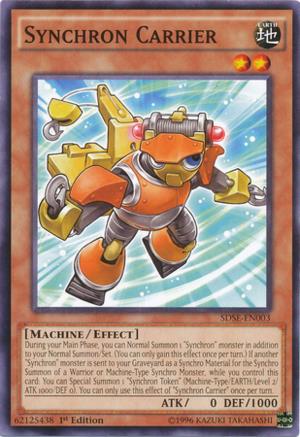 SYNCHRON CARRIER
EARTH
地
SDSE-EN003
[MACHINE / EFFECT]
During your Main Phase, you can Normal Summon 1 "Synchron" monster in
addition to your Normal Summon/Set. (You can only gain this effect once per turn.) If another
"Synchron" monster is sent to your Graveyard as a Synchro Material for the Synchro
Summon of a Warrior or Machine-Type Synchro Monster, while you control this
card: You can Special Summon 1 "Synchron Token" (Machine-Type/EARTH/Level 2/
ATK 1000/DEF 0). You can only use this effect of "Synchron Carrier" once per turn.
ATK/ 0 DEF/1000
62125438 1st Edition ©1996 KAZUKI TAKAHASHI